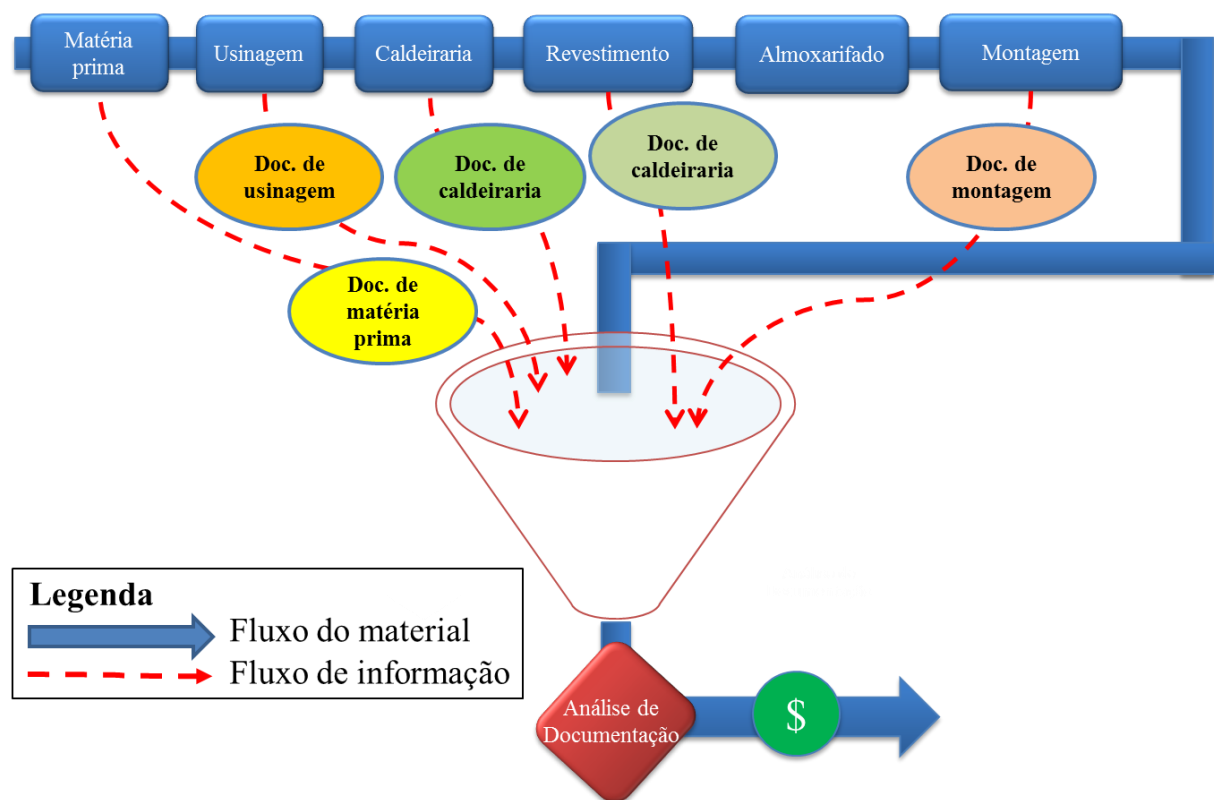 Matéria
prima
Usinagem
Caldeiraria
Revestimento
Almoxarifado
Montagem
Doc. de
usinagem
Doc. de
caldeiraria
Doc. de
caldeiraria
Doc. de
montagem
Doc. de
matéria
prima
Legenda
Fluxo do material
Fluxo de informação
Análise de
Documentação
$